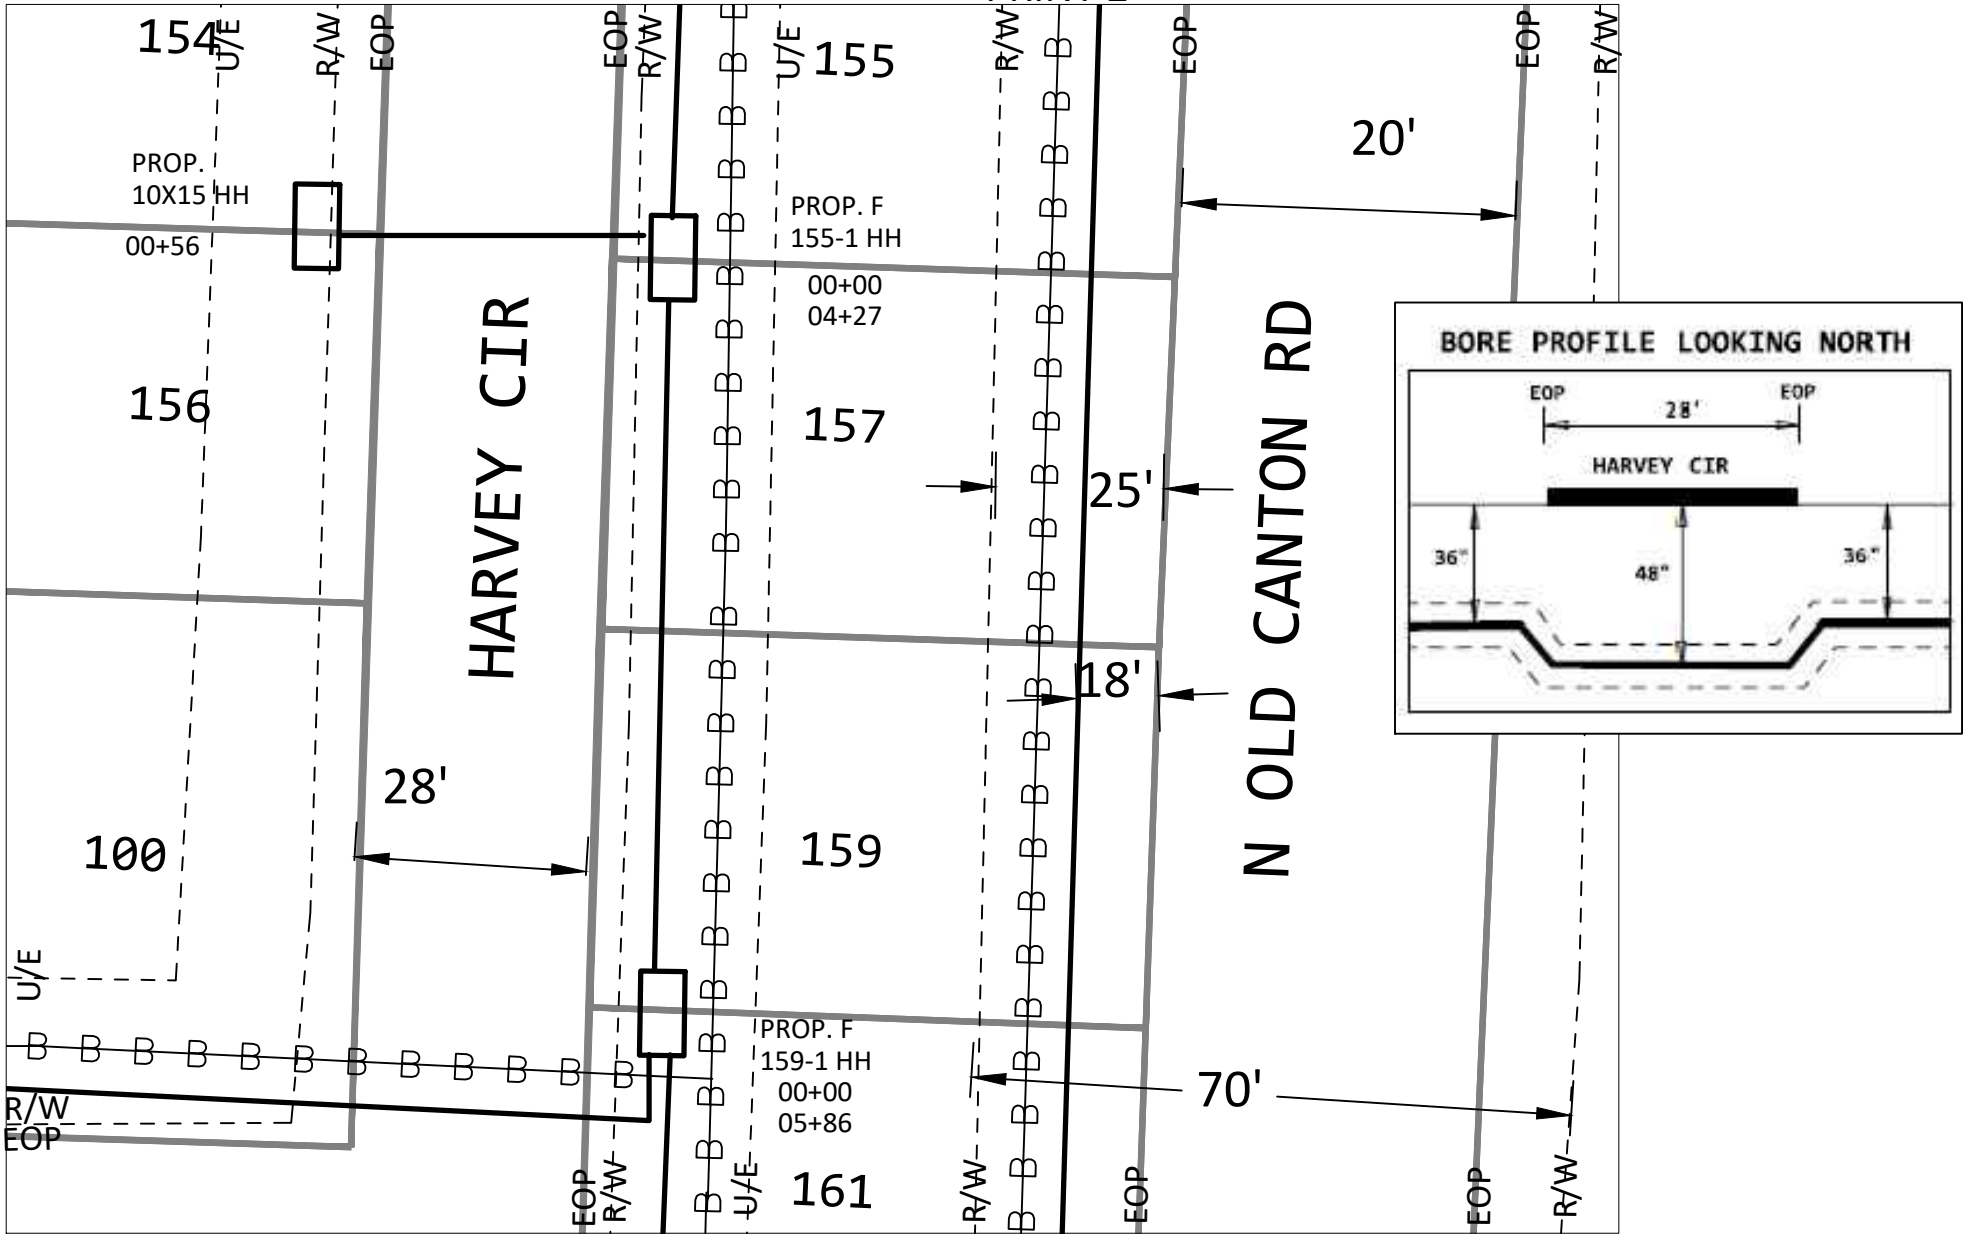 154
U/E
R/W
EOP
EOP
R/W
U/E
155
R/W
EOP
EOP
R/W
20'
PROP.
10X15 HH
00+56
PROP. F
155-1 HH
00+00
04+27
HARVEY CIR
156
157
25'
N OLD CANTON RD
BORE PROFILE LOOKING NORTH
EOP
EOP
28'
HARVEY CIR
36"
48"
36"
18'
28'
100
159
U/E
B B B B B B B B B B B B
PROP. F
159-1 HH
00+00
05+86
70'
R/W
EOP
EOP
R/W
U/E
161
R/W
EOP
EOP
R/W